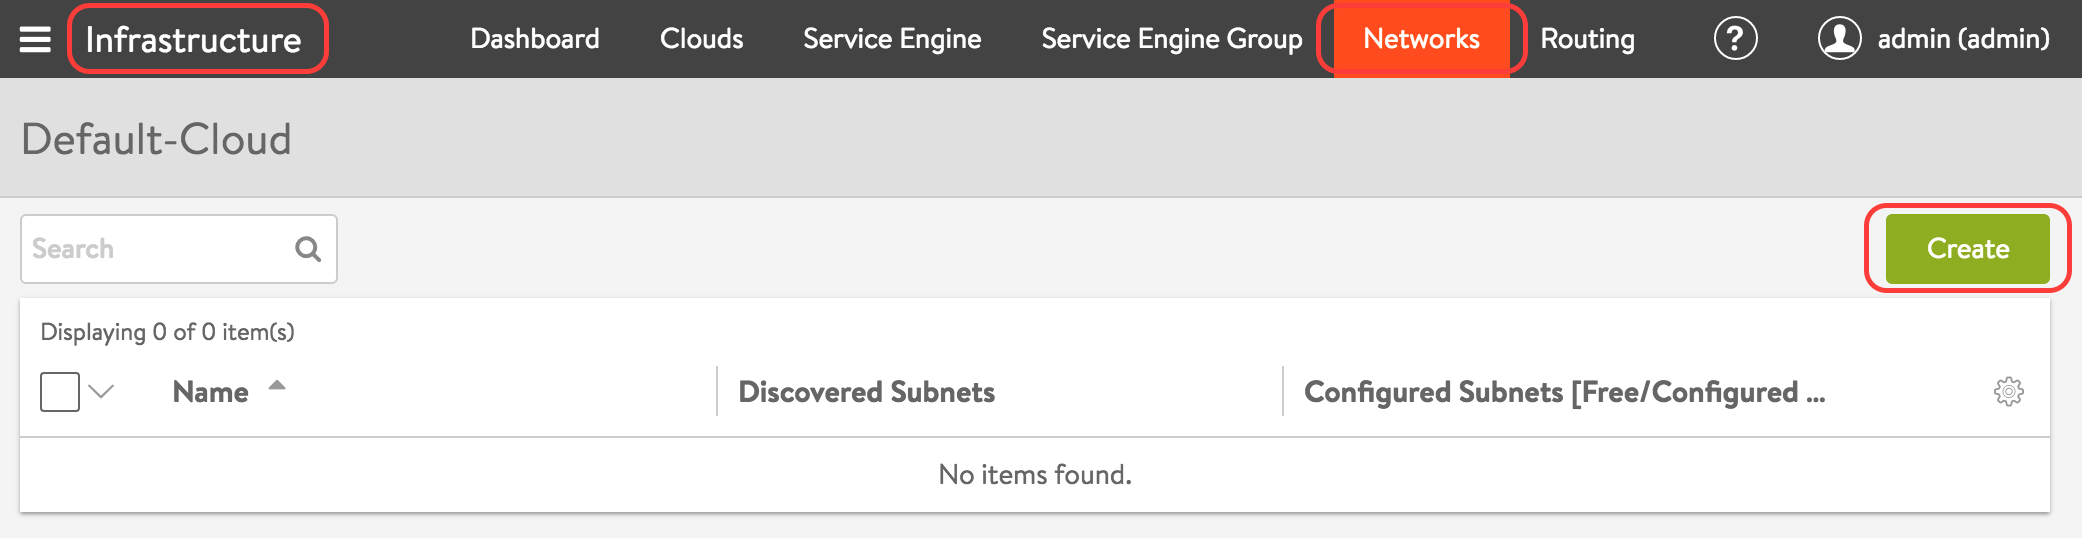 Infrastructure Dashboard Clouds Service Engine Service Engine Group Networks Routing ? admin (admin)
Default-Cloud
Search Create
Displaying 0 of 0 item(s)
Name Discovered Subnets Configured Subnets [Free/Configured ...
No items found.